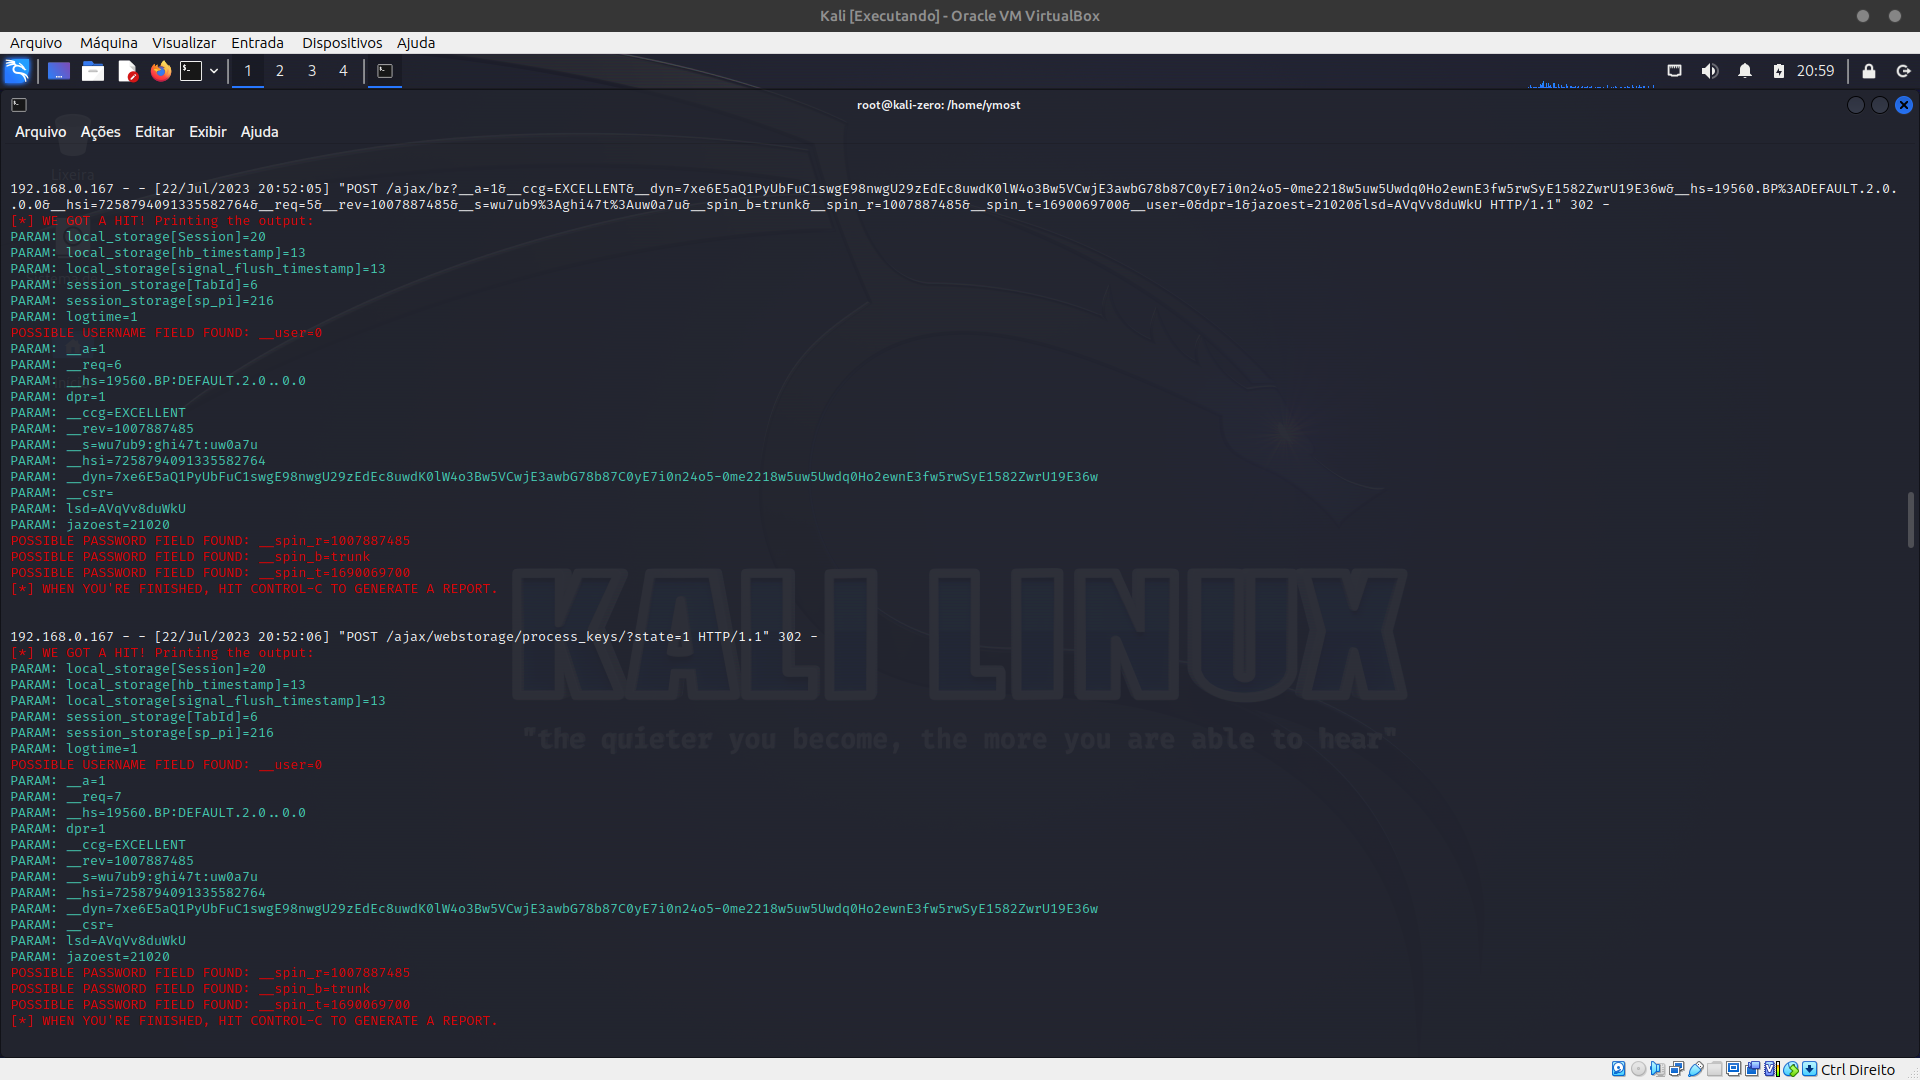 Kali [Executando] - Oracle VM VirtualBox
Arquivo Máquina Visualizar Entrada Dispositivos Ajuda
1 2 3 4 20:59
root@kali-zero: /home/ymost
Arquivo Ações Editar Exibir Ajuda
Lixeira
192.168.0.167 - - [22/Jul/2023 20:52:05] "POST /ajax/bz?__a=1&__ccg=EXCELLENT&__dyn=7xe6E5aQ1PyUbFuC1swgE98nwgU29zEdEc8uwdK0lW4o3Bw5VCwjE3awbG78b87C0yE7i0n24o5-0me2218w5uw5Uwdq0Ho2ewnE3fw5rwSyE1582ZwrU19E36w&__hs=19560.BP%3ADEFAULT.2.0.
.0.0&__hsi=7258794091335582764&__req=5&__rev=1007887485&__s=wu7ub9%3Aghi47t%3Auw0a7u&__spin_b=trunk&__spin_r=1007887485&__spin_t=1690069700&__user=0&dpr=1&jazoest=21020&lsd=AVqVv8duWkU HTTP/1.1" 302 -
[*] WE GOT A HIT! Printing the output:
PARAM: local_storage[Session]=20
PARAM: local_storage[hb_timestamp]=13
PARAM: local_storage[signal_flush_timestamp]=13
PARAM: session_storage[TabId]=6
PARAM: session_storage[sp_pi]=216
PARAM: logtime=1
POSSIBLE USERNAME FIELD FOUND: __user=0
PARAM: __a=1
PARAM: __req=6
PARAM: __hs=19560.BP:DEFAULT.2.0..0.0
PARAM: dpr=1
PARAM: __ccg=EXCELLENT
PARAM: __rev=1007887485
PARAM: __s=wu7ub9:ghi47t:uw0a7u
PARAM: __hsi=7258794091335582764
PARAM: __dyn=7xe6E5aQ1PyUbFuC1swgE98nwgU29zEdEc8uwdK0lW4o3Bw5VCwjE3awbG78b87C0yE7i0n24o5-0me2218w5uw5Uwdq0Ho2ewnE3fw5rwSyE1582ZwrU19E36w
PARAM: __csr=
PARAM: lsd=AVqVv8duWkU
PARAM: jazoest=21020
POSSIBLE PASSWORD FIELD FOUND: __spin_r=1007887485
POSSIBLE PASSWORD FIELD FOUND: __spin_b=trunk
POSSIBLE PASSWORD FIELD FOUND: __spin_t=1690069700
[*] WHEN YOU'RE FINISHED, HIT CONTROL-C TO GENERATE A REPORT.
192.168.0.167 - - [22/Jul/2023 20:52:06] "POST /ajax/webstorage/process_keys/?state=1 HTTP/1.1" 302 -
[*] WE GOT A HIT! Printing the output:
PARAM: local_storage[Session]=20
PARAM: local_storage[hb_timestamp]=13
PARAM: local_storage[signal_flush_timestamp]=13
PARAM: session_storage[TabId]=6
PARAM: session_storage[sp_pi]=216
PARAM: logtime=1
POSSIBLE USERNAME FIELD FOUND: __user=0
PARAM: __a=1
PARAM: __req=7
PARAM: __hs=19560.BP:DEFAULT.2.0..0.0
PARAM: dpr=1
PARAM: __ccg=EXCELLENT
PARAM: __rev=1007887485
PARAM: __s=wu7ub9:ghi47t:uw0a7u
PARAM: __hsi=7258794091335582764
PARAM: __dyn=7xe6E5aQ1PyUbFuC1swgE98nwgU29zEdEc8uwdK0lW4o3Bw5VCwjE3awbG78b87C0yE7i0n24o5-0me2218w5uw5Uwdq0Ho2ewnE3fw5rwSyE1582ZwrU19E36w
PARAM: __csr=
PARAM: lsd=AVqVv8duWkU
PARAM: jazoest=21020
POSSIBLE PASSWORD FIELD FOUND: __spin_r=1007887485
POSSIBLE PASSWORD FIELD FOUND: __spin_b=trunk
POSSIBLE PASSWORD FIELD FOUND: __spin_t=1690069700
[*] WHEN YOU'RE FINISHED, HIT CONTROL-C TO GENERATE A REPORT.
KALI LINUX
"the quieter you become, the more you are able to hear"
Ctrl Direito